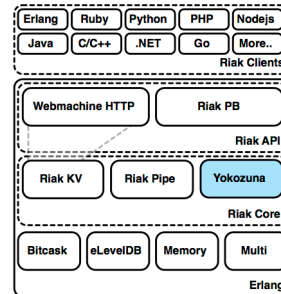 Erlang Ruby Python PHP Nodejs
Java C/C++ .NET Go More..
Riak Clients
Webmachine HTTP Riak PB
Riak API
Riak KV Riak Pipe Yokozuna
Riak Core
Bitcask eLevelDB Memory Multi
Erlang